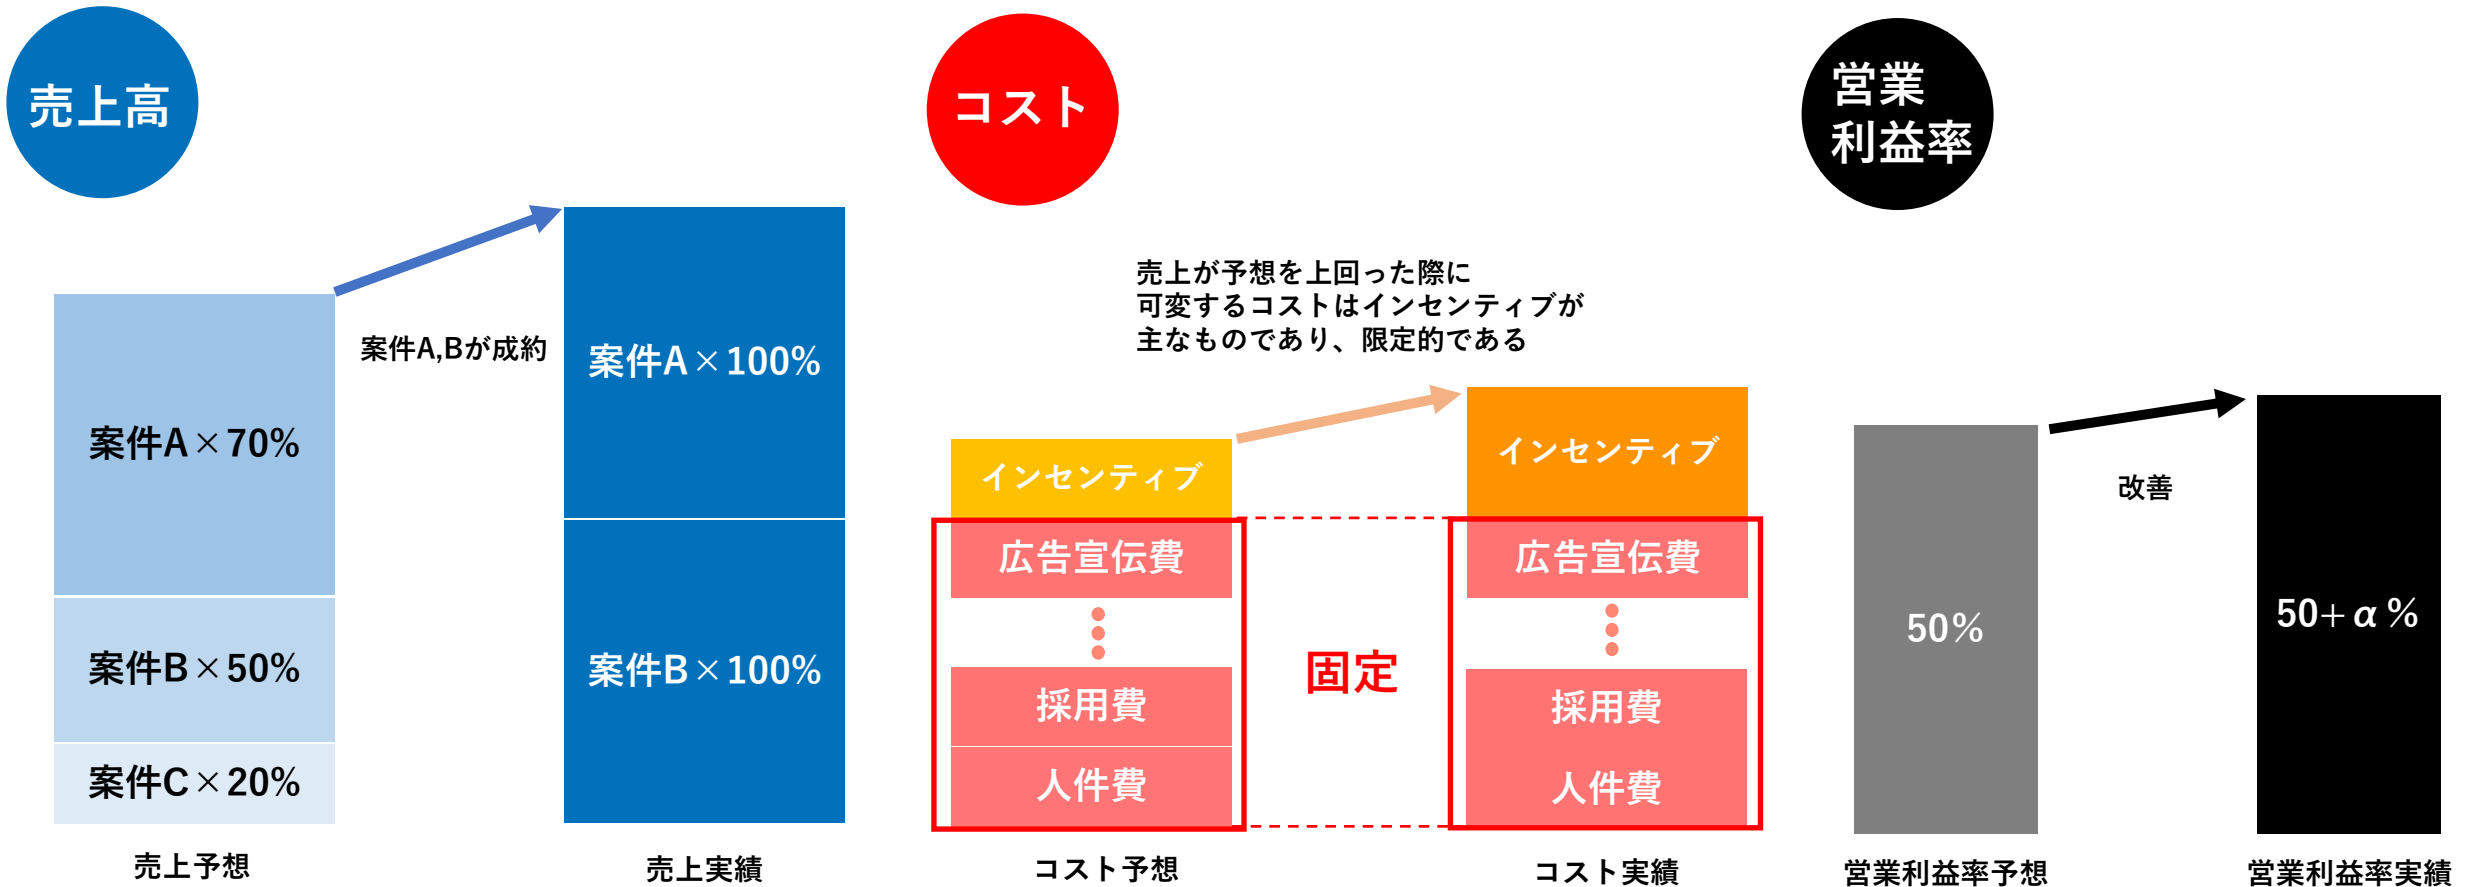 売上高
案件A×70%
案件B×50%
案件C×20%
売上予想
案件A,Bが成約
案件A×100%
案件B×100%
売上実績
コスト
売上が予想を上回った際に
可変するコストはインセンティブが
主なものであり、限定的である
インセンティブ
広告宣伝費
採用費
人件費
コスト予想
固定
インセンティブ
広告宣伝費
採用費
人件費
コスト実績
営業
利益率
50%
営業利益率予想
改善
50+α%
営業利益率実績